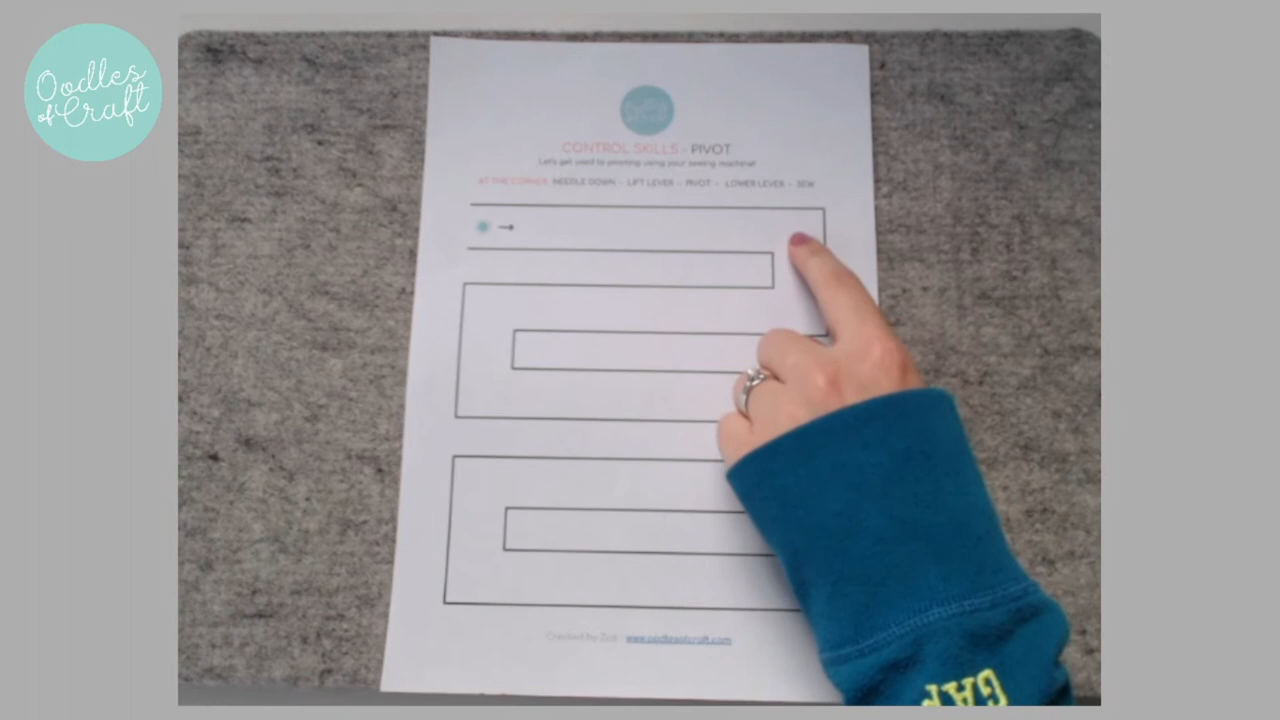 Oodles
of Craft
CONTROL SKILLS - PIVOT
Let's get used to pivoting using your sewing machine!
AT THE CORNER: NEEDLE DOWN - LIFT LEVER - PIVOT - LOWER LEVER - SEW
Created by Zoe - www.oodlesofcraft.com
GAP